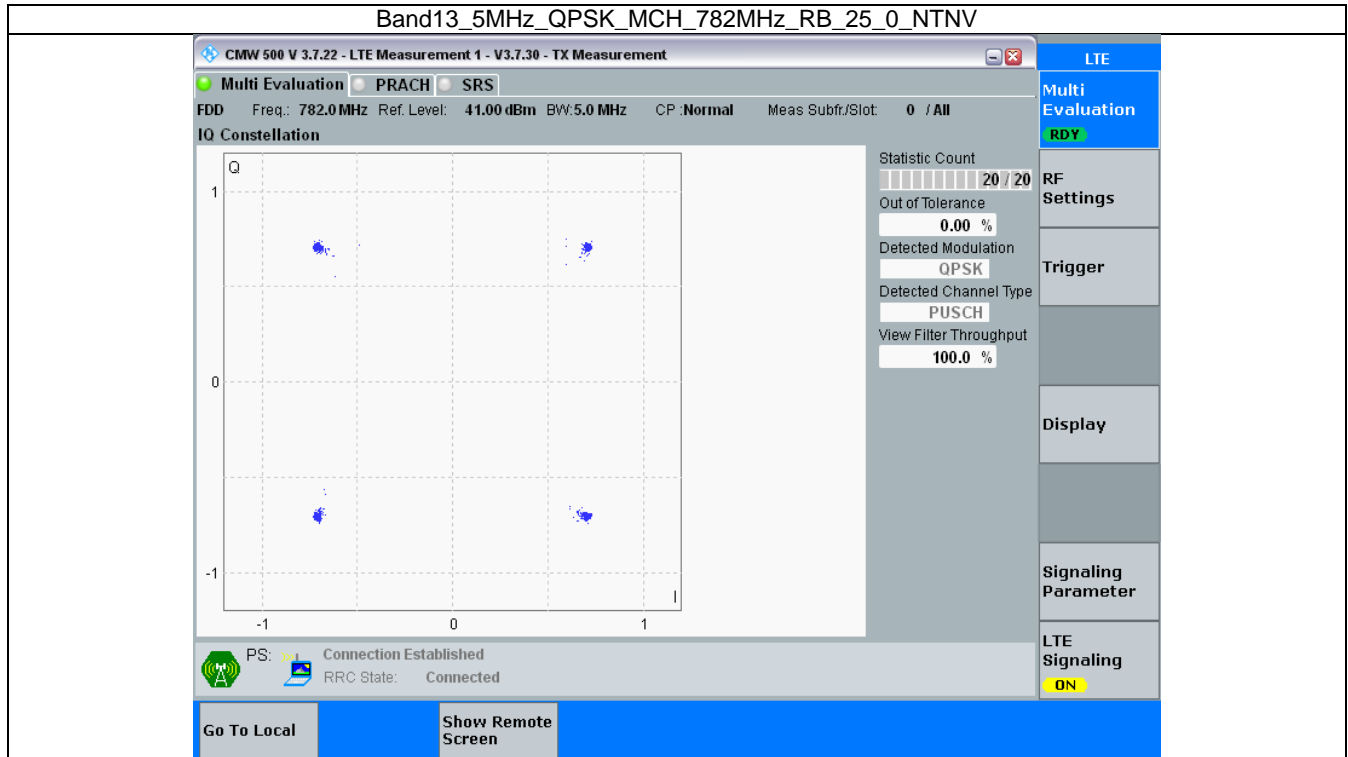 Band13_5MHz_QPSK_MCH_782MHz_RB_25_0_NTNV
CMW 500 V 3.7.22 - LTE Measurement 1 - V3.7.30 - TX Measurement
LTE
Multi Evaluation PRACH SRS
Multi
Evaluation
RDY
FDD Freq.: 782.0 MHz Ref. Level: 41.00 dBm BW:5.0 MHz CP :Normal Meas Subfr./Slot: 0 / All
IQ Constellation
Q
1
0
-1
I
-1 0 1
Statistic Count
20 / 20
Out of Tolerance
0.00 %
Detected Modulation
QPSK
Detected Channel Type
PUSCH
View Filter Throughput
100.0 %
RF
Settings
Trigger
Display
Signaling
Parameter
LTE
Signaling
ON
PS: Connection Established
RRC State: Connected
Go To Local
Show Remote
Screen